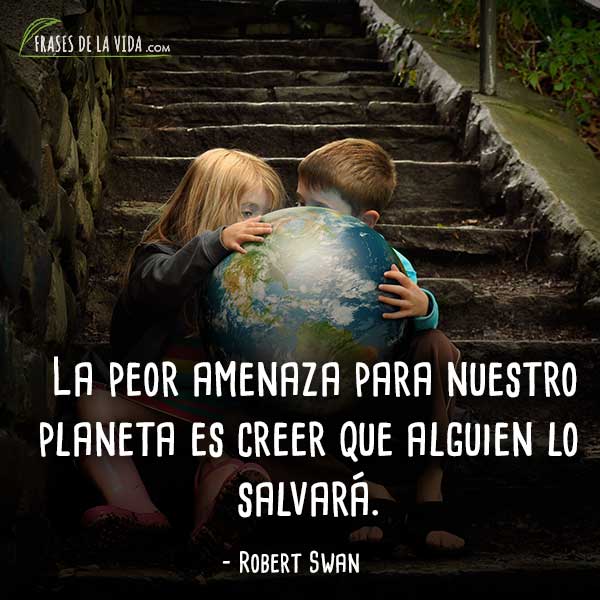 FRASES DE LA VIDA.COM
LA PEOR AMENAZA PARA NUESTRO
PLANETA ES CREER QUE ALGUIEN LO
SALVARÁ.
- ROBERT SWAN